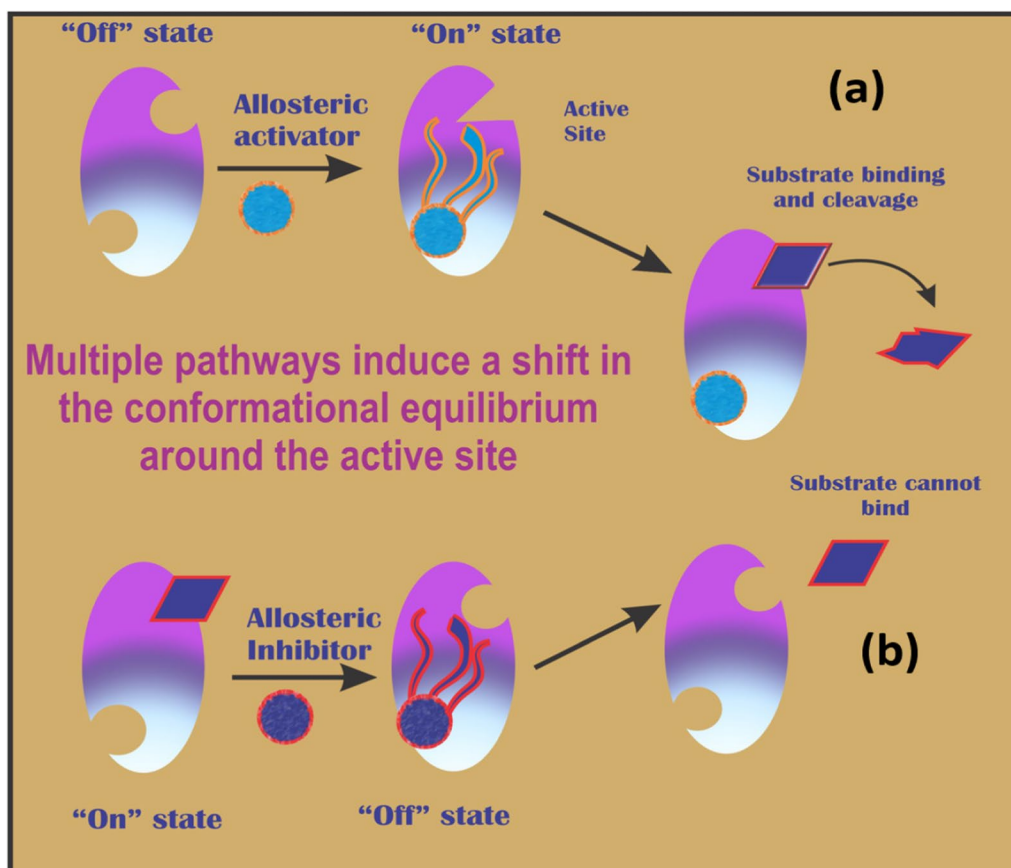 "Off" state
"On" state
(a)
Allosteric
activator
Active
Site
Substrate binding
and cleavage
Multiple pathways induce a shift in
the conformational equilibrium
around the active site
Substrate cannot
bind
Allosteric
Inhibitor
(b)
"On" state
"Off" state